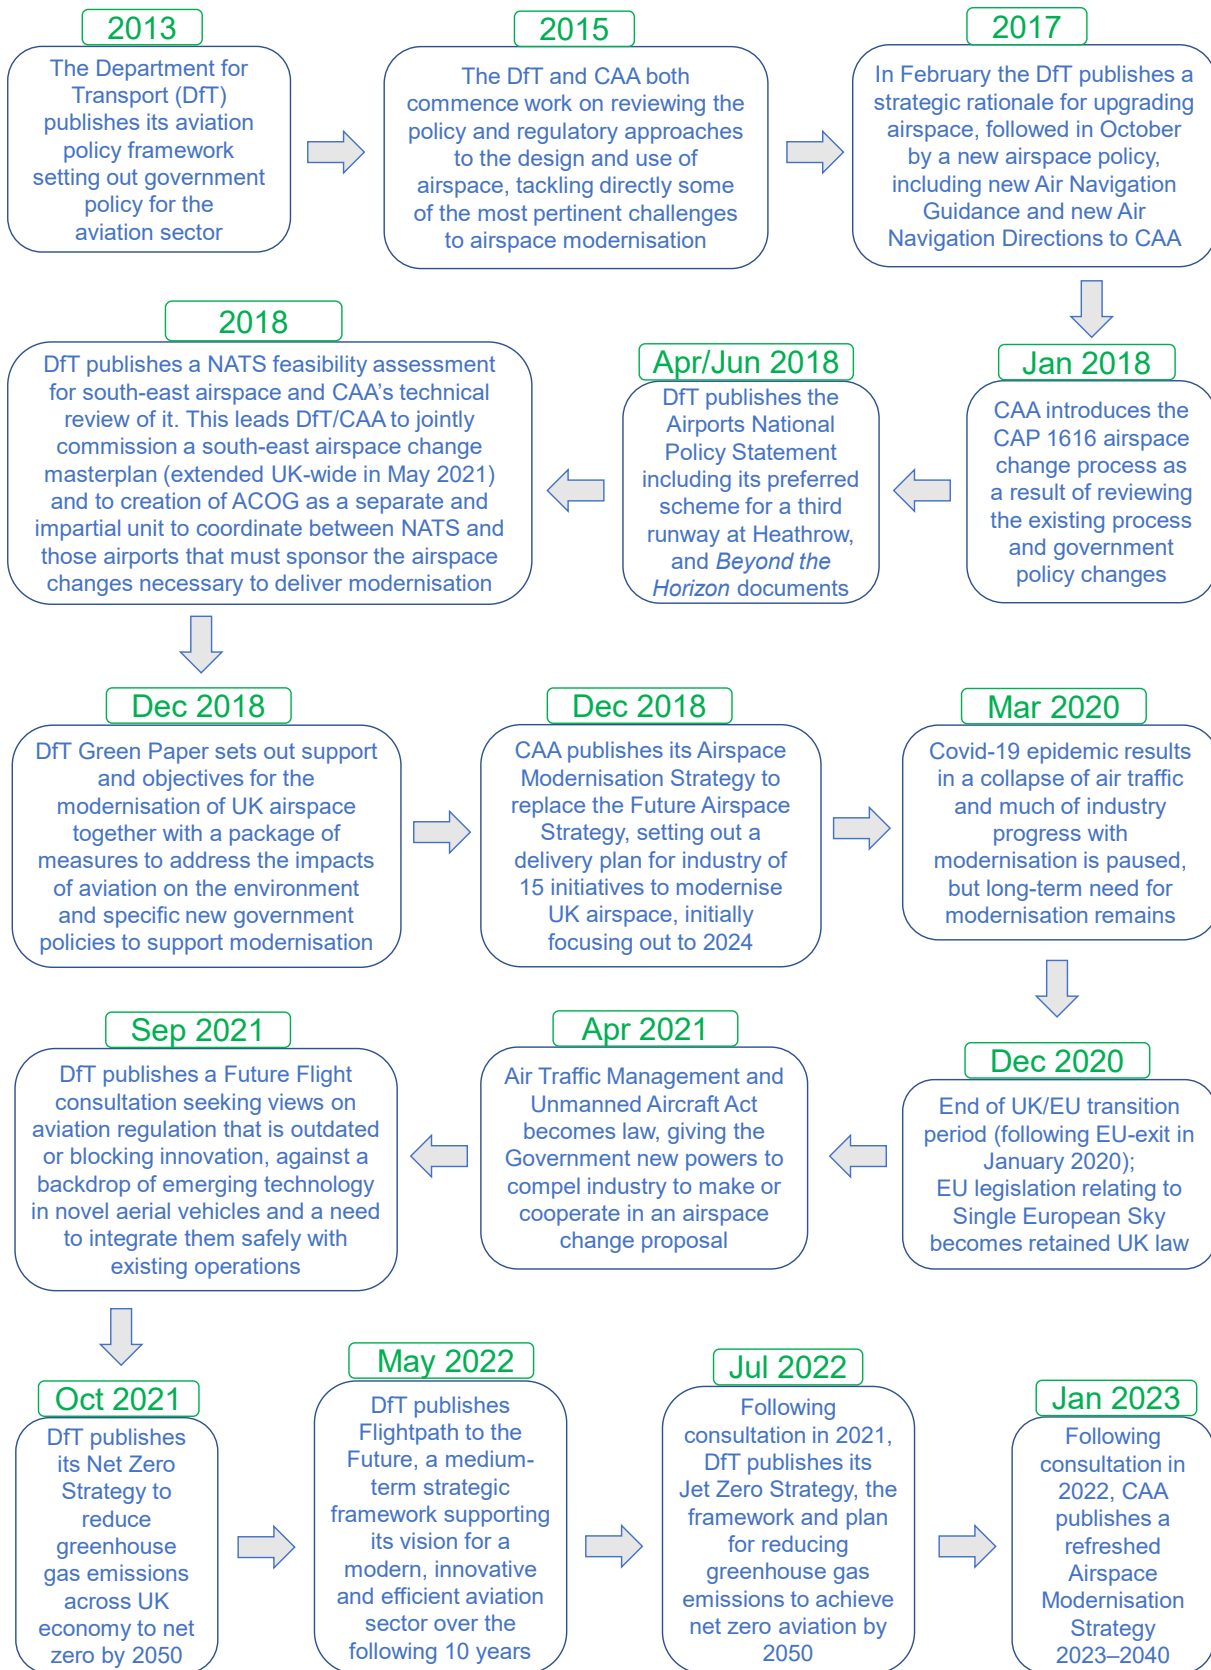 2013
The Department for
Transport (DfT)
publishes its aviation
policy framework
setting out government
policy for the
aviation sector
2015
The DfT and CAA both
commence work on reviewing the
policy and regulatory approaches
to the design and use of
airspace, tackling directly some
of the most pertinent challenges
to airspace modernisation
2017
In February the DfT publishes a
strategic rationale for upgrading
airspace, followed in October
by a new airspace policy,
including new Air Navigation
Guidance and new Air
Navigation Directions to CAA
Jan 2018
CAA introduces the
CAP 1616 airspace
change process as
a result of reviewing
the existing process
and government
policy changes
Apr/Jun 2018
DfT publishes the
Airports National
Policy Statement
including its preferred
scheme for a third
runway at Heathrow,
and Beyond the
Horizon documents
2018
DfT publishes a NATS feasibility assessment
for south-east airspace and CAA’s technical
review of it. This leads DfT/CAA to jointly
commission a south-east airspace change
masterplan (extended UK-wide in May 2021)
and to creation of ACOG as a separate and
impartial unit to coordinate between NATS and
those airports that must sponsor the airspace
changes necessary to deliver modernisation
Dec 2018
DfT Green Paper sets out support
and objectives for the
modernisation of UK airspace
together with a package of
measures to address the impacts
of aviation on the environment
and specific new government
policies to support modernisation
Dec 2018
CAA publishes its Airspace
Modernisation Strategy to
replace the Future Airspace
Strategy, setting out a
delivery plan for industry of
15 initiatives to modernise
UK airspace, initially
focusing out to 2024
Mar 2020
Covid-19 epidemic results
in a collapse of air traffic
and much of industry
progress with
modernisation is paused,
but long-term need for
modernisation remains
Dec 2020
End of UK/EU transition
period (following EU-exit in
January 2020);
EU legislation relating to
Single European Sky
becomes retained UK law
Apr 2021
Air Traffic Management and
Unmanned Aircraft Act
becomes law, giving the
Government new powers to
compel industry to make or
cooperate in an airspace
change proposal
Sep 2021
DfT publishes a Future Flight
consultation seeking views on
aviation regulation that is outdated
or blocking innovation, against a
backdrop of emerging technology
in novel aerial vehicles and a need
to integrate them safely with
existing operations
Oct 2021
DfT publishes
its Net Zero
Strategy to
reduce
greenhouse
gas emissions
across UK
economy to net
zero by 2050
May 2022
DfT publishes
Flightpath to the
Future, a medium-
term strategic
framework supporting
its vision for a
modern, innovative
and efficient aviation
sector over the
following 10 years
Jul 2022
Following
consultation in 2021,
DfT publishes its
Jet Zero Strategy, the
framework and plan
for reducing
greenhouse gas
emissions to achieve
net zero aviation by
2050
Jan 2023
Following
consultation in
2022, CAA
publishes a
refreshed
Airspace
Modernisation
Strategy
2023–2040